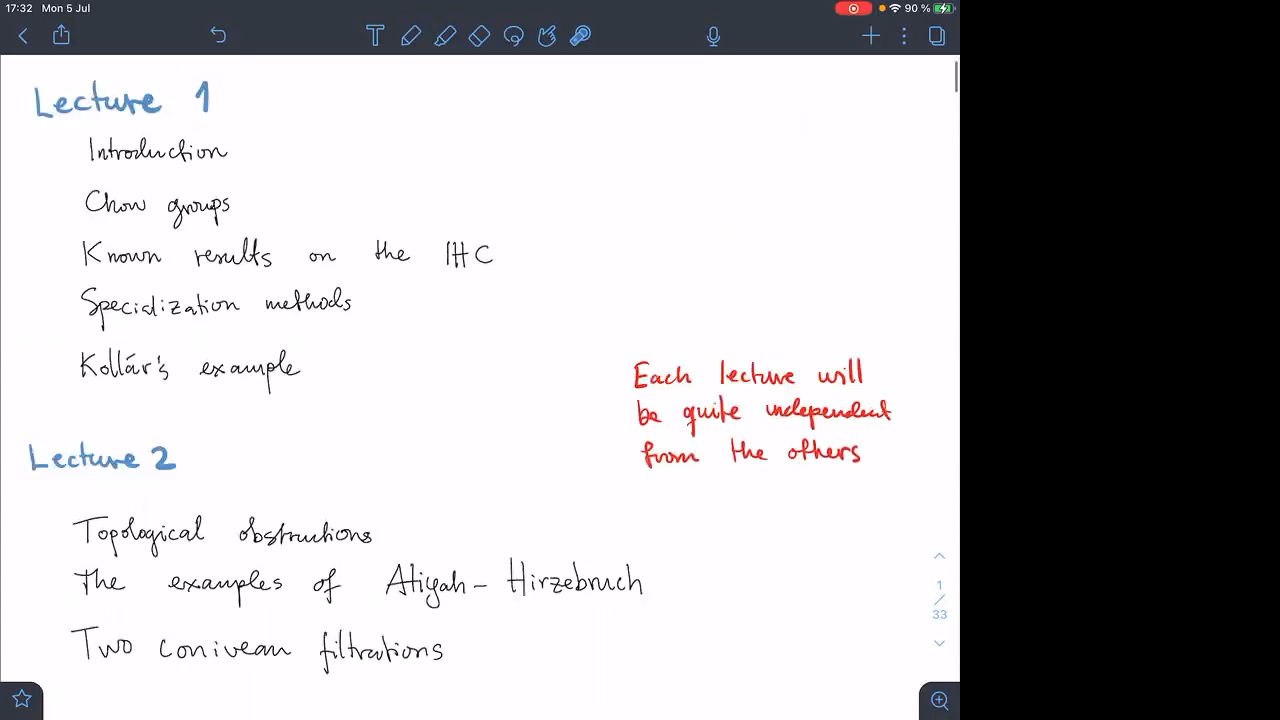 17:32 Mon 5 Jul
90 %
Lecture 1
Introduction
Chow groups
Known results on the IHC
Specialization methods
Kollár's example
Each lecture will
be quite independent
from the others
Lecture 2
Topological obstructions
The examples of Atiyah - Hirzebruch
Two coniveau filtrations
1
/
33